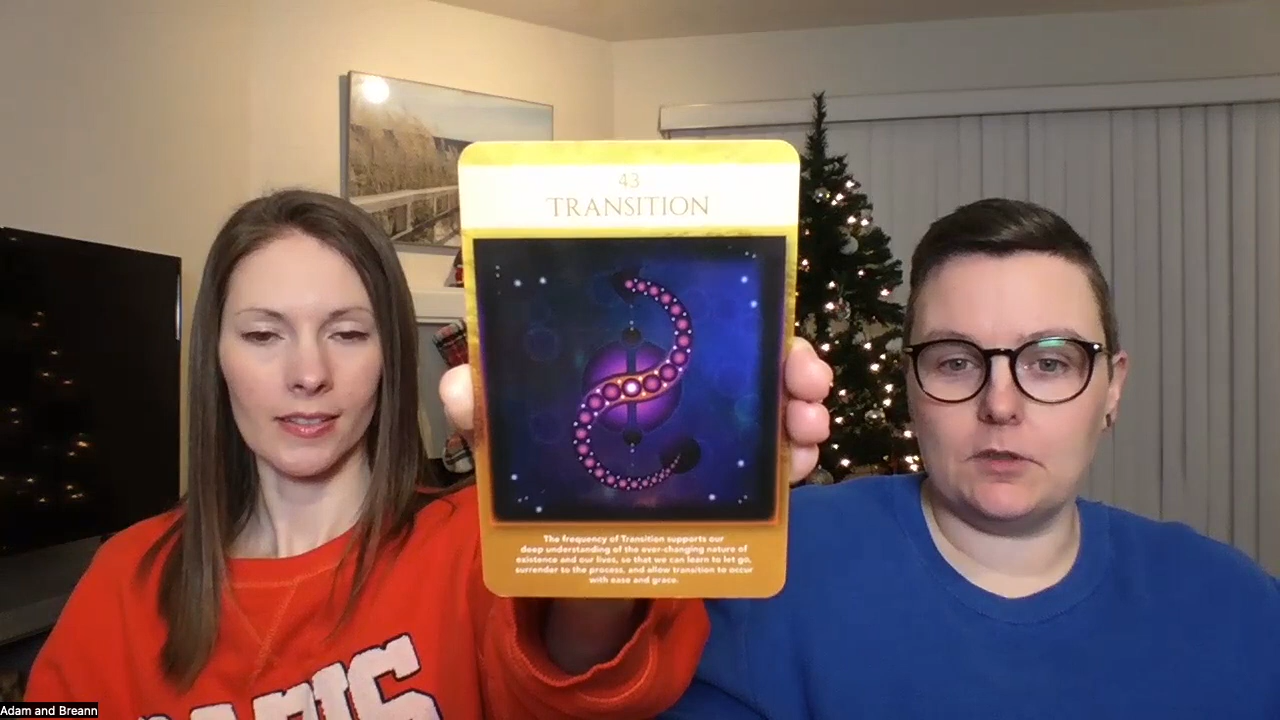 43
TRANSITION
The frequency of Transition supports our
deep understanding of the ever-changing nature of
existence and our lives, so that we can learn to let go,
surrender to the process, and allow transition to occur
with ease and grace.
Adam and Breann